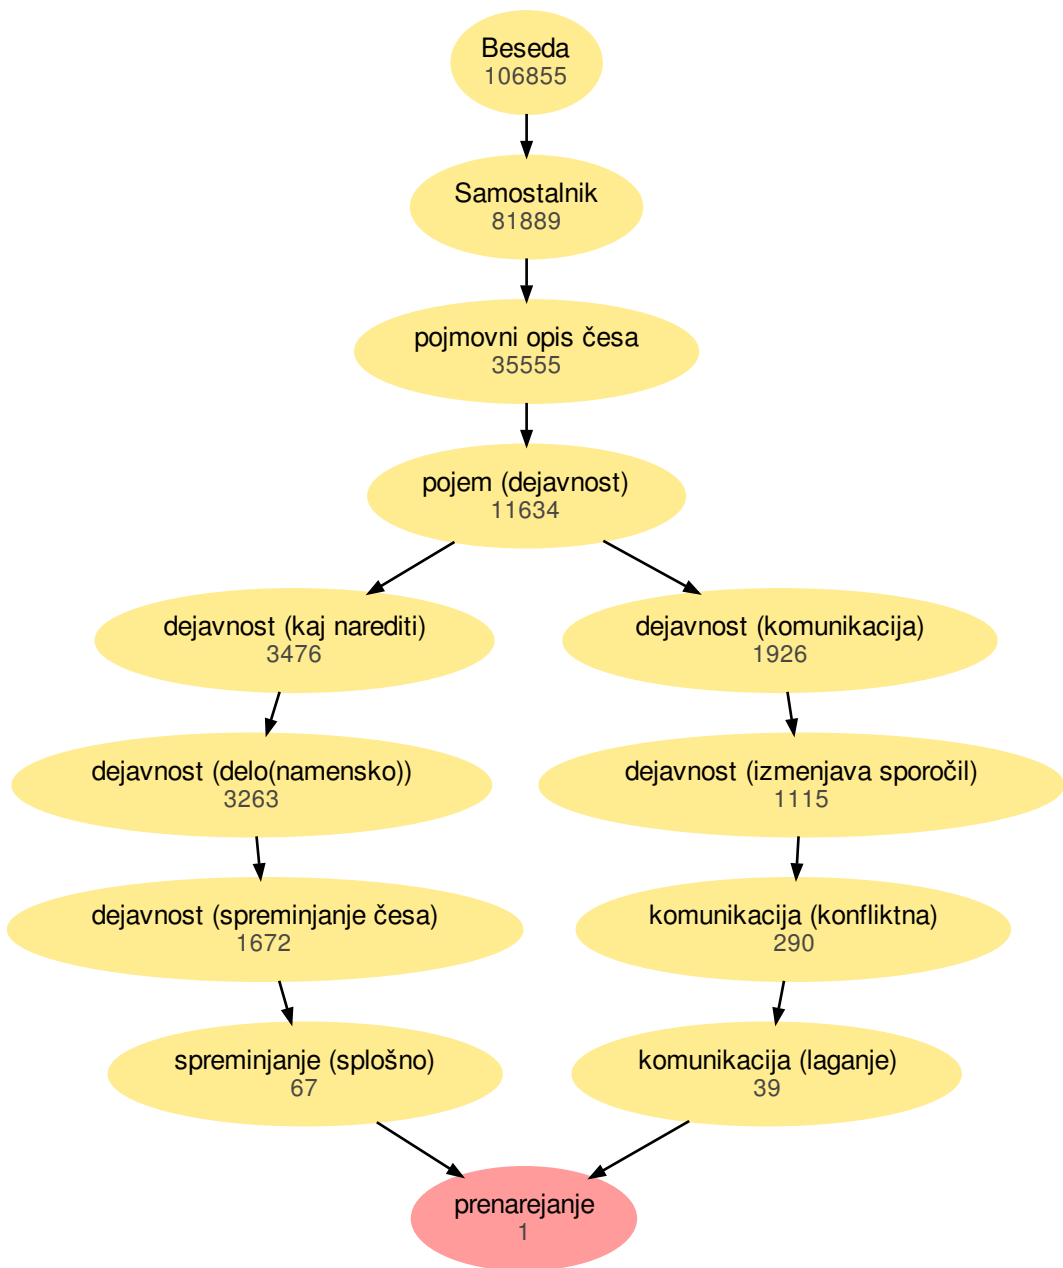 Beseda
106855
Samostalnik
81889
pojmovni opis česa
35555
pojem (dejavnost)
11634
dejavnost (kaj narediti)
3476
dejavnost (komunikacija)
1926
dejavnost (delo(namensko))
3263
dejavnost (izmenjava sporočil)
1115
dejavnost (spreminjanje česa)
1672
komunikacija (konfliktna)
290
spreminjanje (splošno)
67
komunikacija (laganje)
39
prenarejanje
1